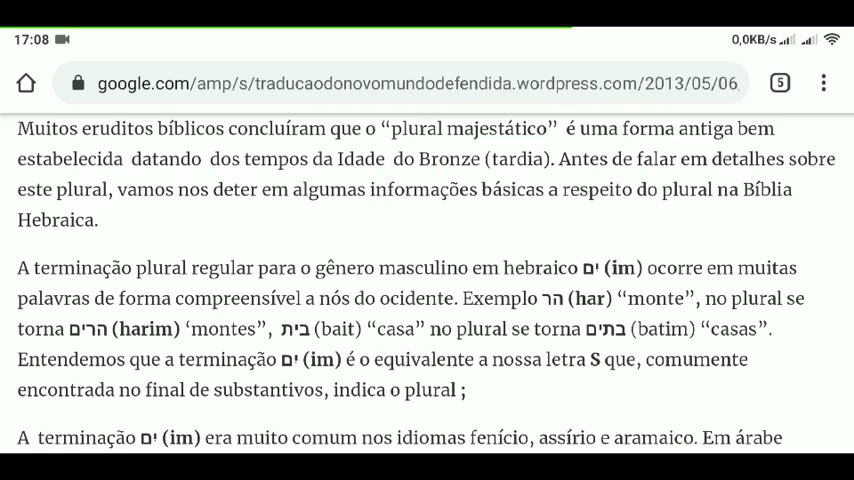 17:08
0,0KB/s
google.com/amp/s/traducaodonovomundodefendida.wordpress.com/2013/05/06
5
Muitos eruditos bíblicos concluíram que o “plural majestático” é uma forma antiga bem
estabelecida datando dos tempos da Idade do Bronze (tardia). Antes de falar em detalhes sobre
este plural, vamos nos deter em algumas informações básicas a respeito do plural na Bíblia
Hebraica.
A terminação plural regular para o gênero masculino em hebraico ים (im) ocorre em muitas
palavras de forma compreensível a nós do ocidente. Exemplo הר (har) “monte”, no plural se
torna הרים (harim) ‘montes”, בית (bait) “casa” no plural se torna בתים (batim) “casas”.
Entendemos que a terminação ים (im) é o equivalente a nossa letra S que, comumente
encontrada no final de substantivos, indica o plural ;
A terminação ים (im) era muito comum nos idiomas fenício, assírio e aramaico. Em árabe